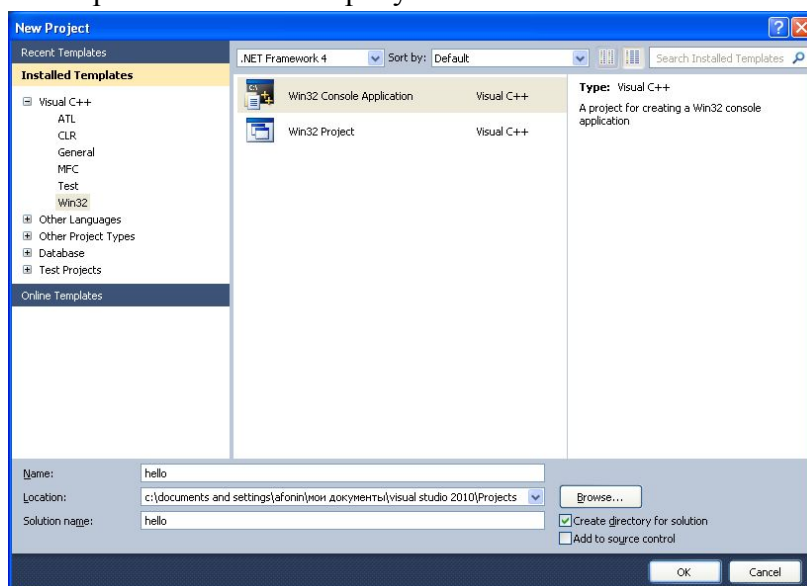 New Project
Recent Templates
Installed Templates
Visual C++
ATL
CLR
General
MFC
Test
Win32
Other Languages
Other Project Types
Database
Test Projects
Online Templates
.NET Framework 4 Sort by: Default Search Installed Templates
Win32 Console Application Visual C++
Win32 Project Visual C++
Type: Visual C++
A project for creating a Win32 console
application
Name: hello
Location: c:\documents and settings\afonin\мои документы\visual studio 2010\Projects Browse...
Solution name: hello
Create directory for solution
Add to source control
OK Cancel